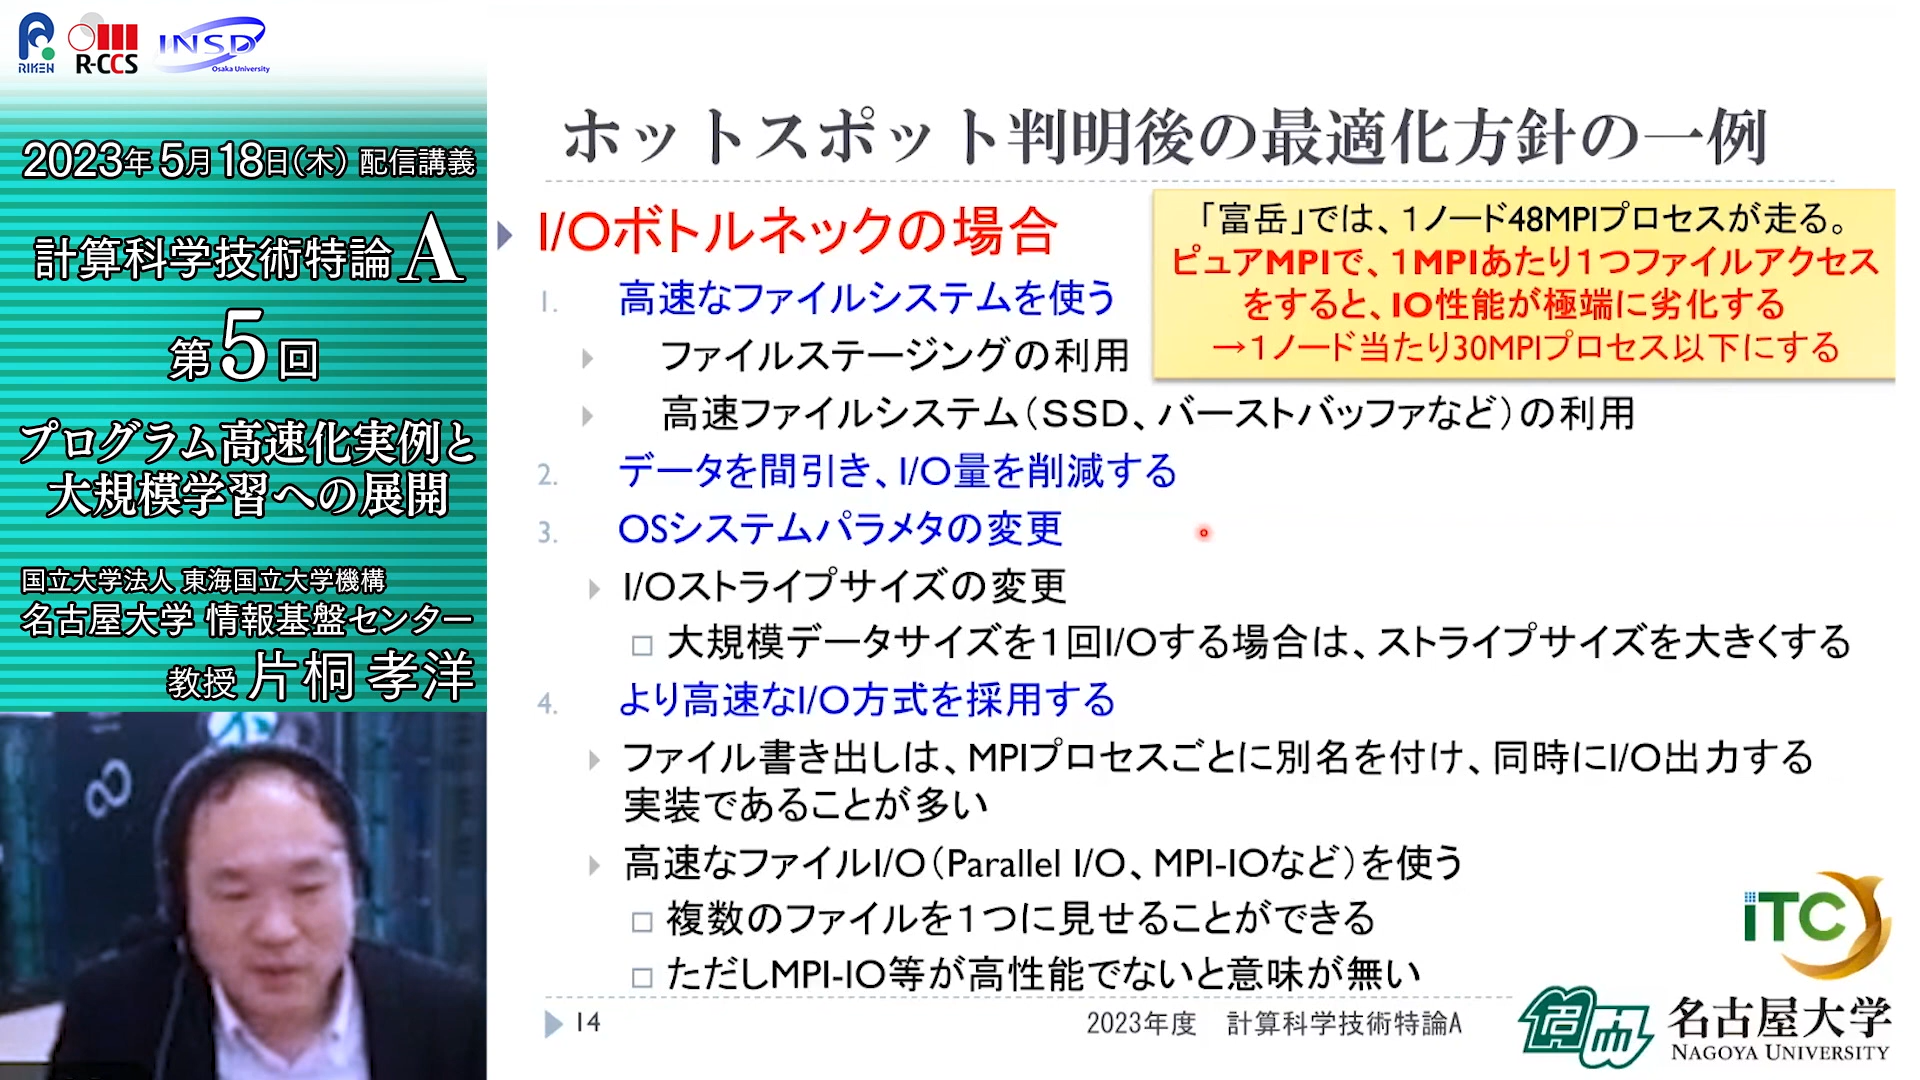 RIKEN
R-CCS
INSD
Osaka University
2023年5月18日(木) 配信講義
計算科学技術特論A
第5回
プログラム高速化実例と
大規模学習への展開
国立大学法人 東海国立大学機構
名古屋大学 情報基盤センター
教授 片桐 孝洋
ホットスポット判明後の最適化方針の一例
I/Oボトルネックの場合
「富岳」では、１ノード48MPIプロセスが走る。
ピュアMPIで、１MPIあたり１つファイルアクセス
をすると、IO性能が極端に劣化する
→１ノード当たり30MPIプロセス以下にする
1. 高速なファイルシステムを使う
ファイルステージングの利用
高速ファイルシステム（ＳＳＤ、バーストバッファなど）の利用
2. データを間引き、I/O量を削減する
3. OSシステムパラメタの変更
I/Oストライプサイズの変更
大規模データサイズを１回I/Oする場合は、ストライプサイズを大きくする
4. より高速なI/O方式を採用する
ファイル書き出しは、MPIプロセスごとに別名を付け、同時にI/O出力する
実装であることが多い
高速なファイルI/O（Parallel I/O、MPI-IOなど）を使う
複数のファイルを１つに見せることができる
ただしMPI-IO等が高性能でないと意味が無い
14
2023年度　計算科学技術特論A
iTC
名古屋大学
NAGOYA UNIVERSITY